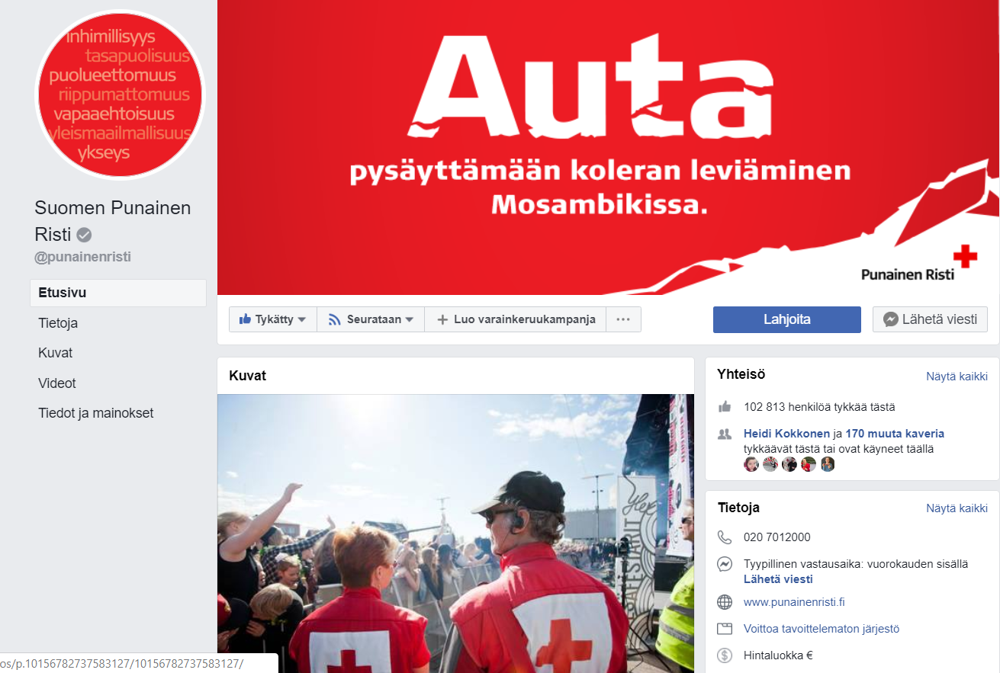 inhimillisyys
tasapuolisuus
puolueettomuus
riippumattomuus
vapaaehtoisuus
yleismaailmallisuus
ykseys
Suomen Punainen
Risti
@punainenristi
Etusivu
Tietoja
Kuvat
Videot
Tiedot ja mainokset
Auta
pysäyttämään koleran leviäminen
Mosambikissa.
Punainen Risti
Tykätty
Seurataan
Luo varainkeruukampanja
Lahjoita
Lähetä viesti
Kuvat
Ylex
Yhteisö
Näytä kaikki
102 813 henkilöä tykkää tästä
Heidi Kokkonen ja 170 muuta kaveria
tykkäävät tästä tai ovat käyneet täällä
Tietoja
Näytä kaikki
020 7012000
Tyypillinen vastausaika: vuorokauden sisällä
Lähetä viesti
www.punainenristi.fi
Voittoa tavoittelematon järjestö
Hintaluokka €
os/p.10156782737583127/10156782737583127/